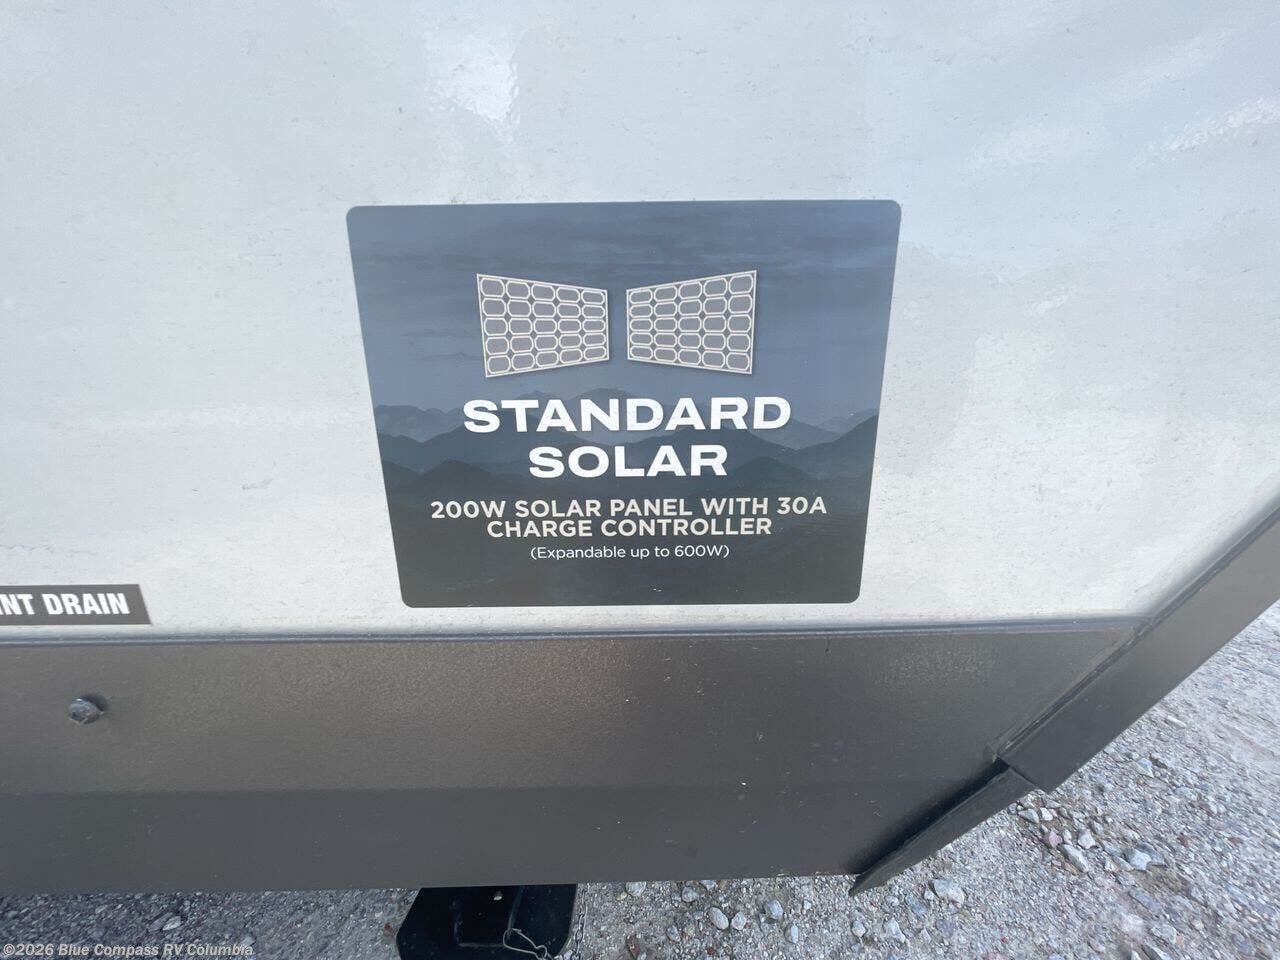 STANDARD
SOLAR
200W SOLAR PANEL WITH 30A
CHARGE CONTROLLER
(Expandable up to 600W)
DRAIN
©2026 Blue Compass RV Columbia